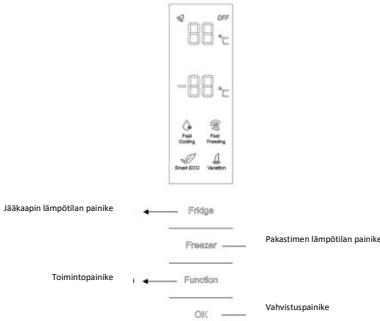 OFF
88 °C
-88 °C
Fast Cooling
Fast Freezing
Smart ECO
Vacation
Jääkaapin lämpötilan painike
Fridge
Freezer
Pakastimen lämpötilan painike
Toimintopainike
Function
OK
Vahvistuspainike